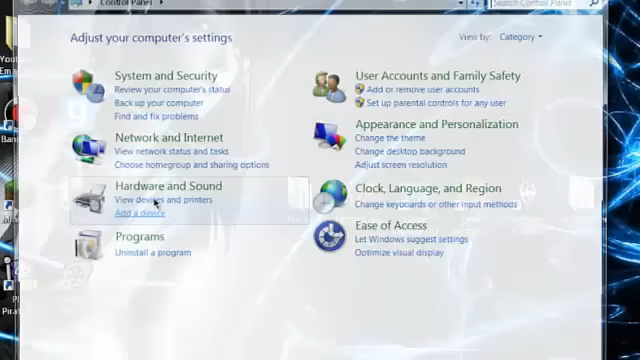 Control Panel
Search Control Panel
Adjust your computer's settings
View by: Category
System and Security
Review your computer's status
Back up your computer
Find and fix problems
Network and Internet
View network status and tasks
Choose homegroup and sharing options
Hardware and Sound
View devices and printers
Add a device
Programs
Uninstall a program
User Accounts and Family Safety
Add or remove user accounts
Set up parental controls for any user
Appearance and Personalization
Change the theme
Change desktop background
Adjust screen resolution
Clock, Language, and Region
Change keyboards or other input methods
Ease of Access
Let Windows suggest settings
Optimize visual display